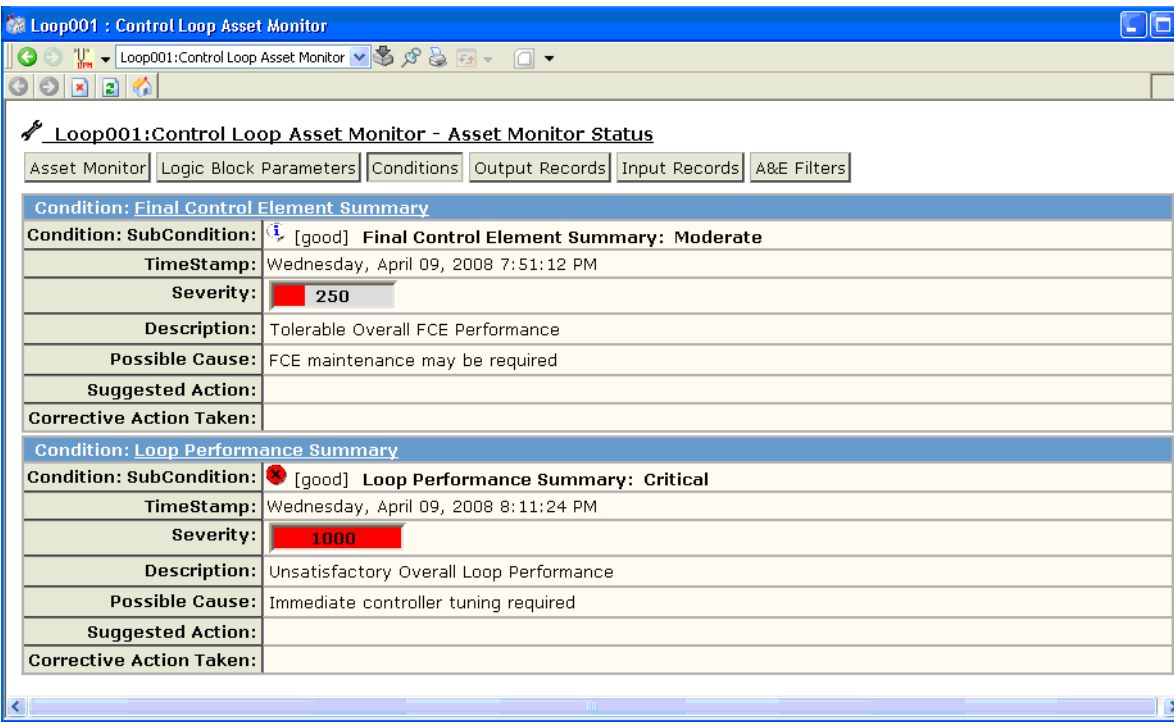 Loop001 : Control Loop Asset Monitor
Loop001:Control Loop Asset Monitor
Loop001:Control Loop Asset Monitor - Asset Monitor Status
Asset Monitor Logic Block Parameters Conditions Output Records Input Records A&E Filters
Condition: Final Control Element Summary
Condition: SubCondition: [good] Final Control Element Summary: Moderate
TimeStamp: Wednesday, April 09, 2008 7:51:12 PM
Severity: 250
Description: Tolerable Overall FCE Performance
Possible Cause: FCE maintenance may be required
Suggested Action:
Corrective Action Taken:
Condition: Loop Performance Summary
Condition: SubCondition: [good] Loop Performance Summary: Critical
TimeStamp: Wednesday, April 09, 2008 8:11:24 PM
Severity: 1000
Description: Unsatisfactory Overall Loop Performance
Possible Cause: Immediate controller tuning required
Suggested Action:
Corrective Action Taken: